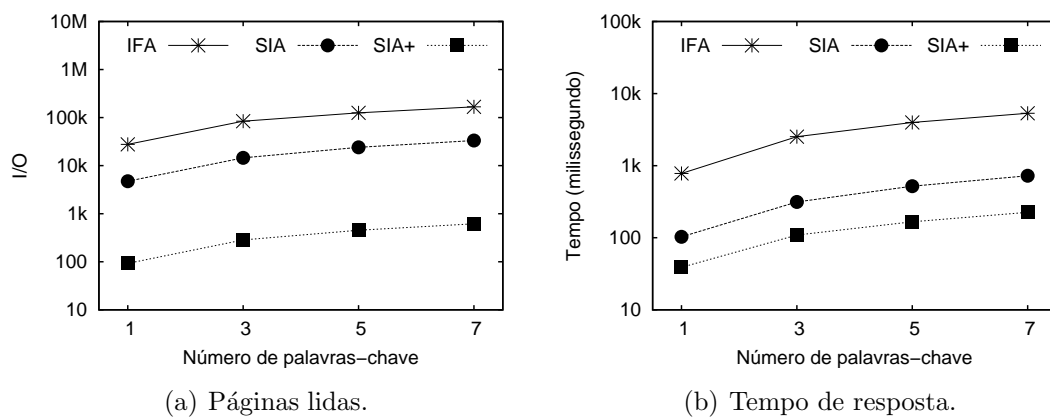 10M
1M
100k
10k
1k
100
10
I/O
IFA SIA SIA+
1 3 5 7
Número de palavras−chave
(a) Páginas lidas.
100k
10k
1k
100
10
Tempo (milissegundo)
IFA SIA SIA+
1 3 5 7
Número de palavras−chave
(b) Tempo de resposta.